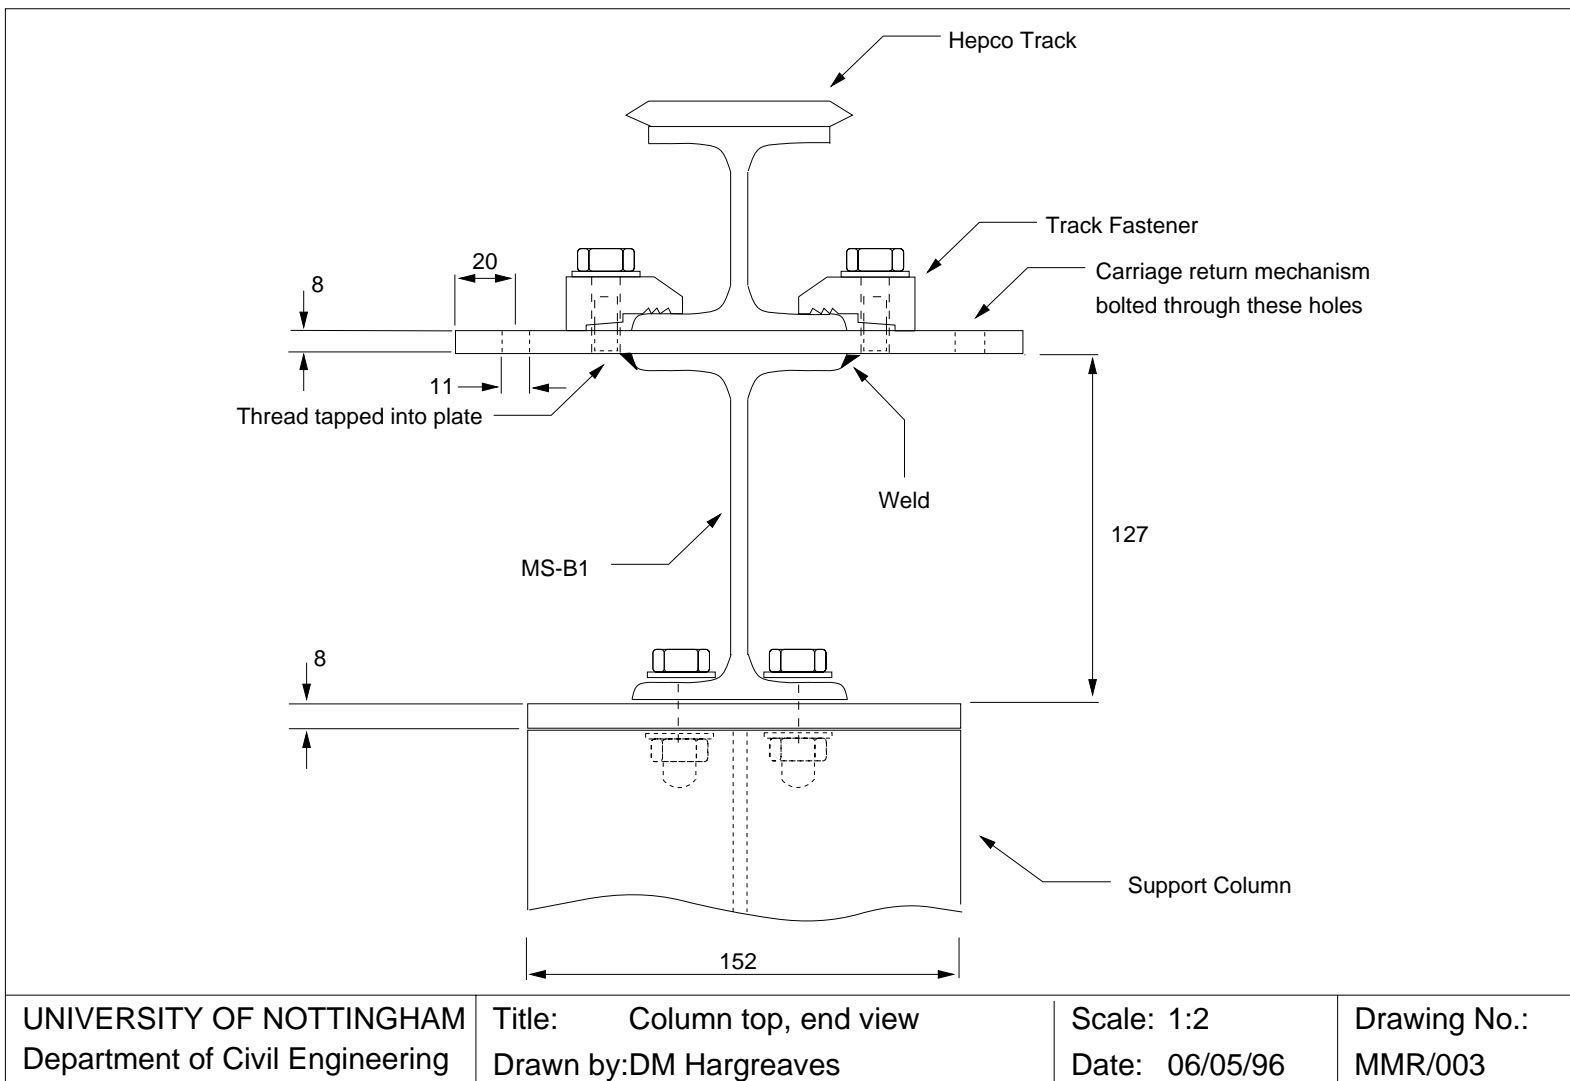 Hepco Track
Track Fastener
20
Carriage return mechanism
8
bolted through these holes
11
Thread tapped into plate
Weld
127
MS-B1
8
Support Column
152
UNIVERSITY OF NOTTINGHAM
Department of Civil Engineering
Title: Column top, end view
Drawn by:DM Hargreaves
Scale: 1:2
Date: 06/05/96
Drawing No.:
MMR/003